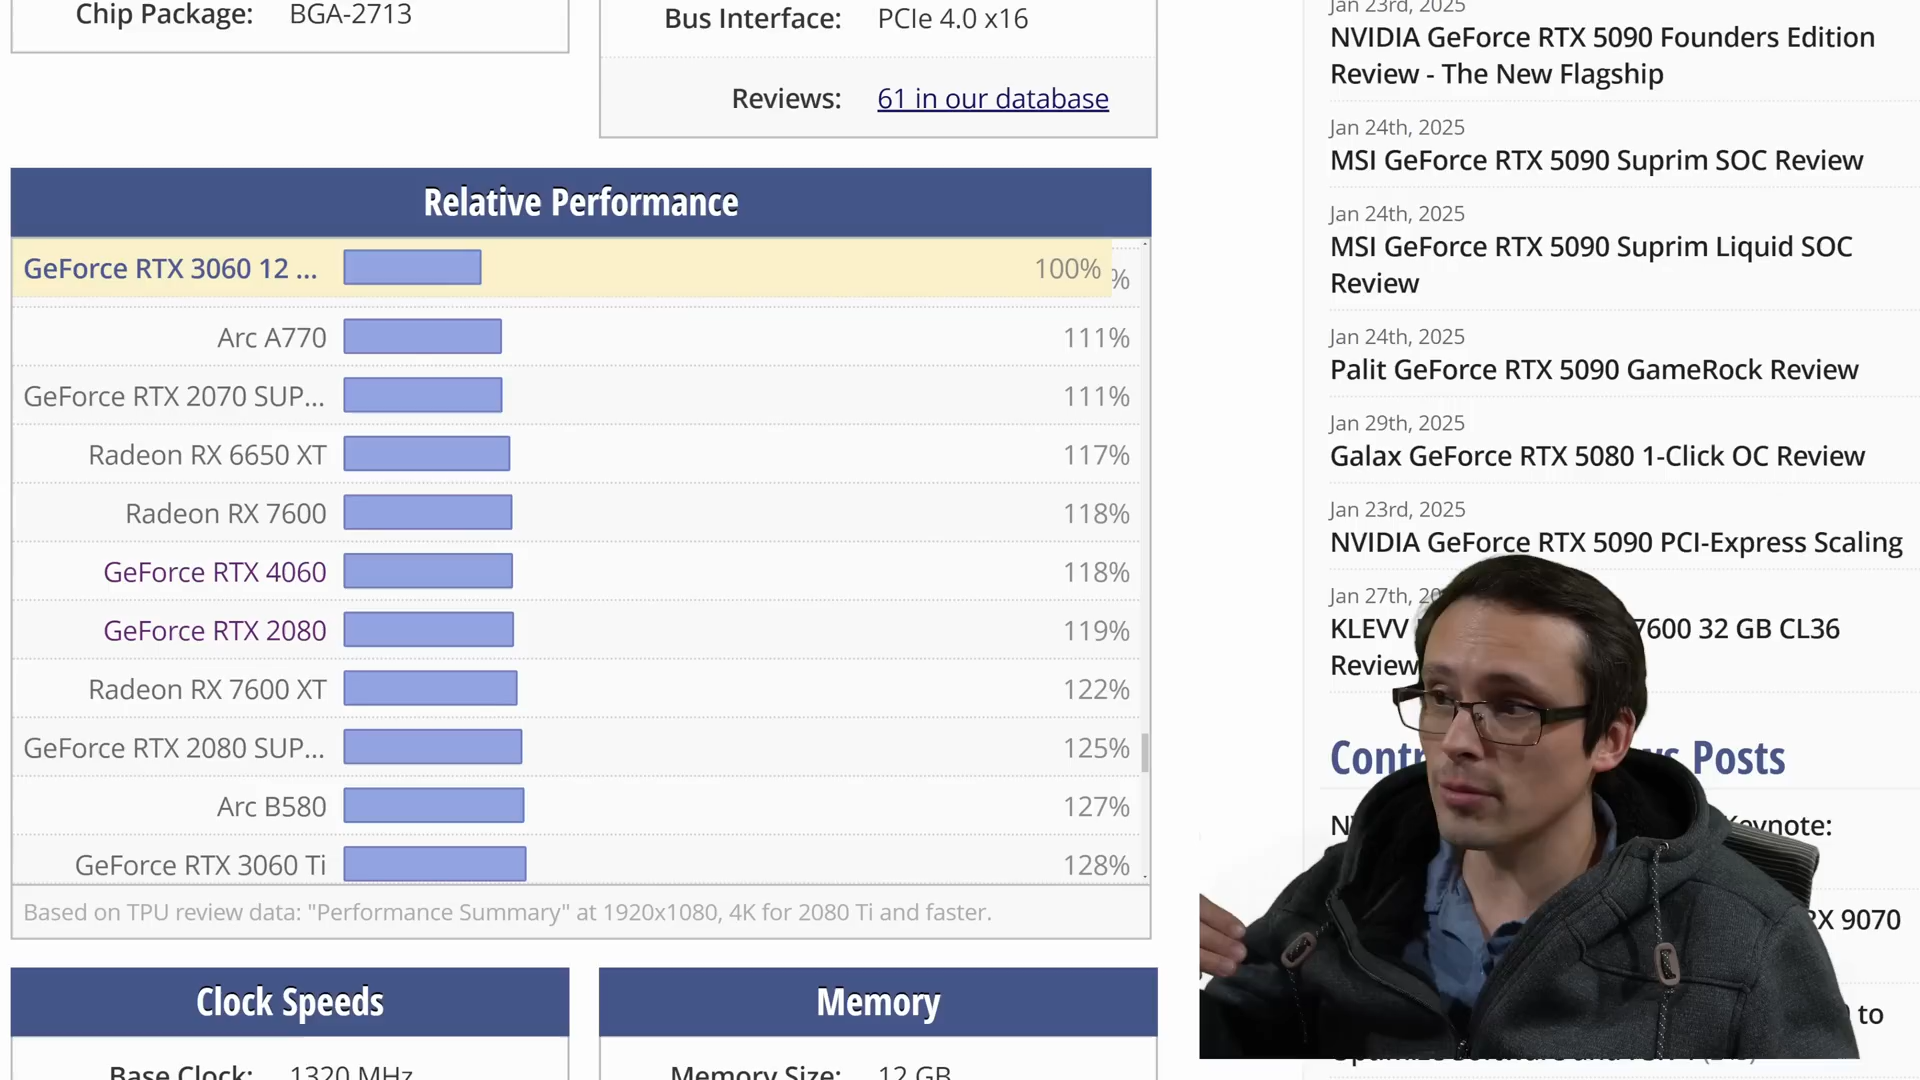 Chip Package: BGA-2713
Bus Interface: PCIe 4.0 x16
Reviews: 61 in our database
Relative Performance
GeForce RTX 3060 12 ... 100%
%
Arc A770 111%
GeForce RTX 2070 SUP... 111%
Radeon RX 6650 XT 117%
Radeon RX 7600 118%
GeForce RTX 4060 118%
GeForce RTX 2080 119%
Radeon RX 7600 XT 122%
GeForce RTX 2080 SUP... 125%
Arc B580 127%
GeForce RTX 3060 Ti 128%
Based on TPU review data: "Performance Summary" at 1920x1080, 4K for 2080 Ti and faster.
Clock Speeds
Base Clock: 1320 MHz
Memory
Memory Size: 12 GB
Jan 23rd, 2025
NVIDIA GeForce RTX 5090 Founders Edition
Review - The New Flagship
Jan 24th, 2025
MSI GeForce RTX 5090 Suprim SOC Review
Jan 24th, 2025
MSI GeForce RTX 5090 Suprim Liquid SOC
Review
Jan 24th, 2025
Palit GeForce RTX 5090 GameRock Review
Jan 29th, 2025
Galax GeForce RTX 5080 1-Click OC Review
Jan 23rd, 2025
NVIDIA GeForce RTX 5090 PCI-Express Scaling
Jan 27th, 20
KLEVV 7600 32 GB CL36
Review
Posts
Keynote:
RX 9070
to